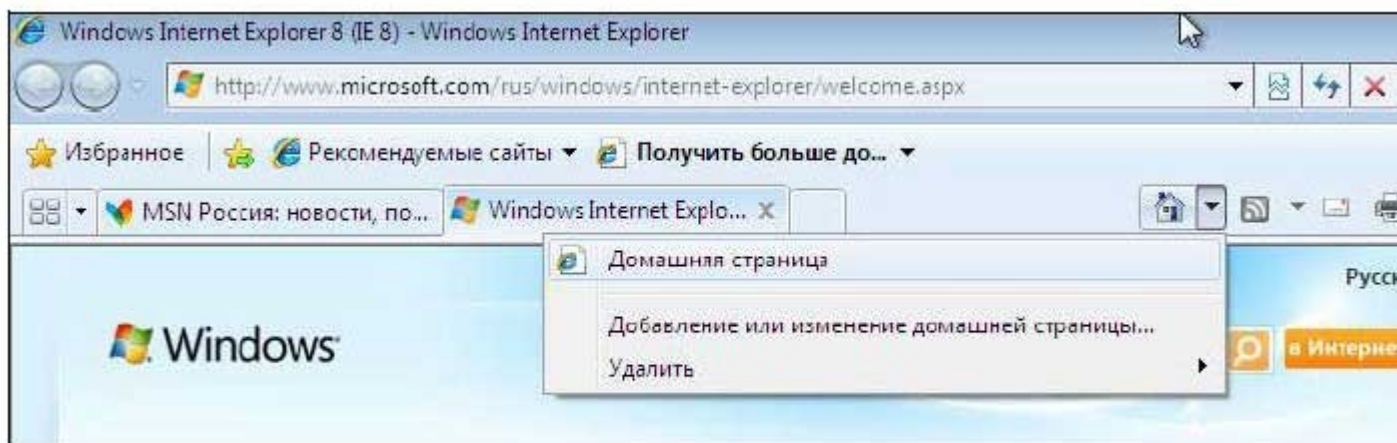 Windows Internet Explorer 8 (IE 8) - Windows Internet Explorer
http://www.microsoft.com/rus/windows/internet-explorer/welcome.aspx
Избранное Рекомендуемые сайты Получить больше до...
MSN Россия: новости, по... Windows Internet Explo...
Домашняя страница
Русск
Добавление или изменение домашней страницы...
Windows
в Интерне
Удалить